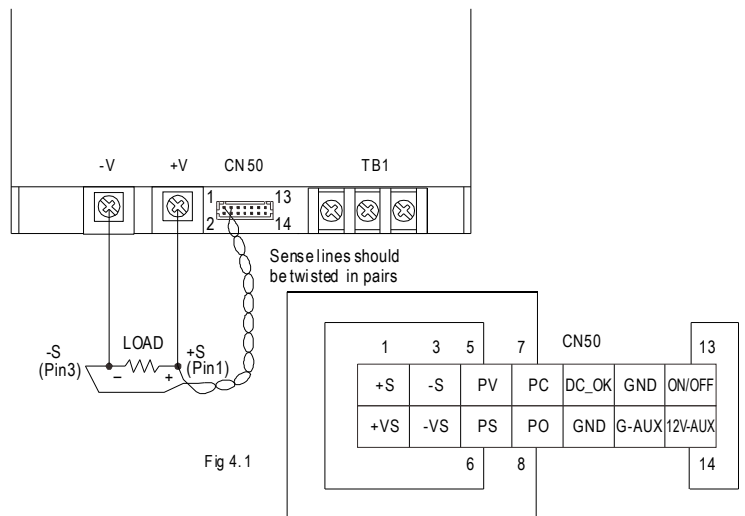 -V +V CN50 TB1
1 13
2 14
Sense lines should
be twisted in pairs
-S LOAD +S
(Pin3) − + (Pin1)
CN50
1 3 5 7 13
+S -S PV PC DC_OK GND ON/OFF
+VS -VS PS PO GND G-AUX 12V-AUX
6 8 14
Fig 4.1